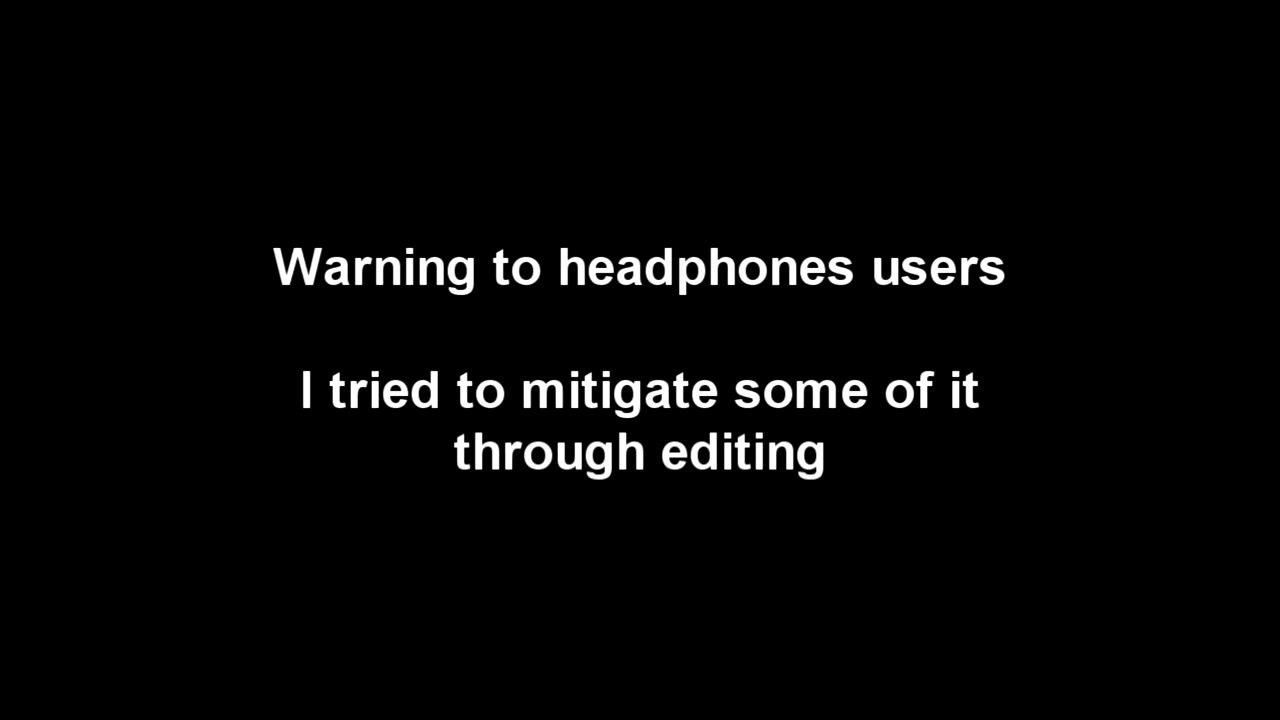 Warning to headphones users
I tried to mitigate some of it
through editing